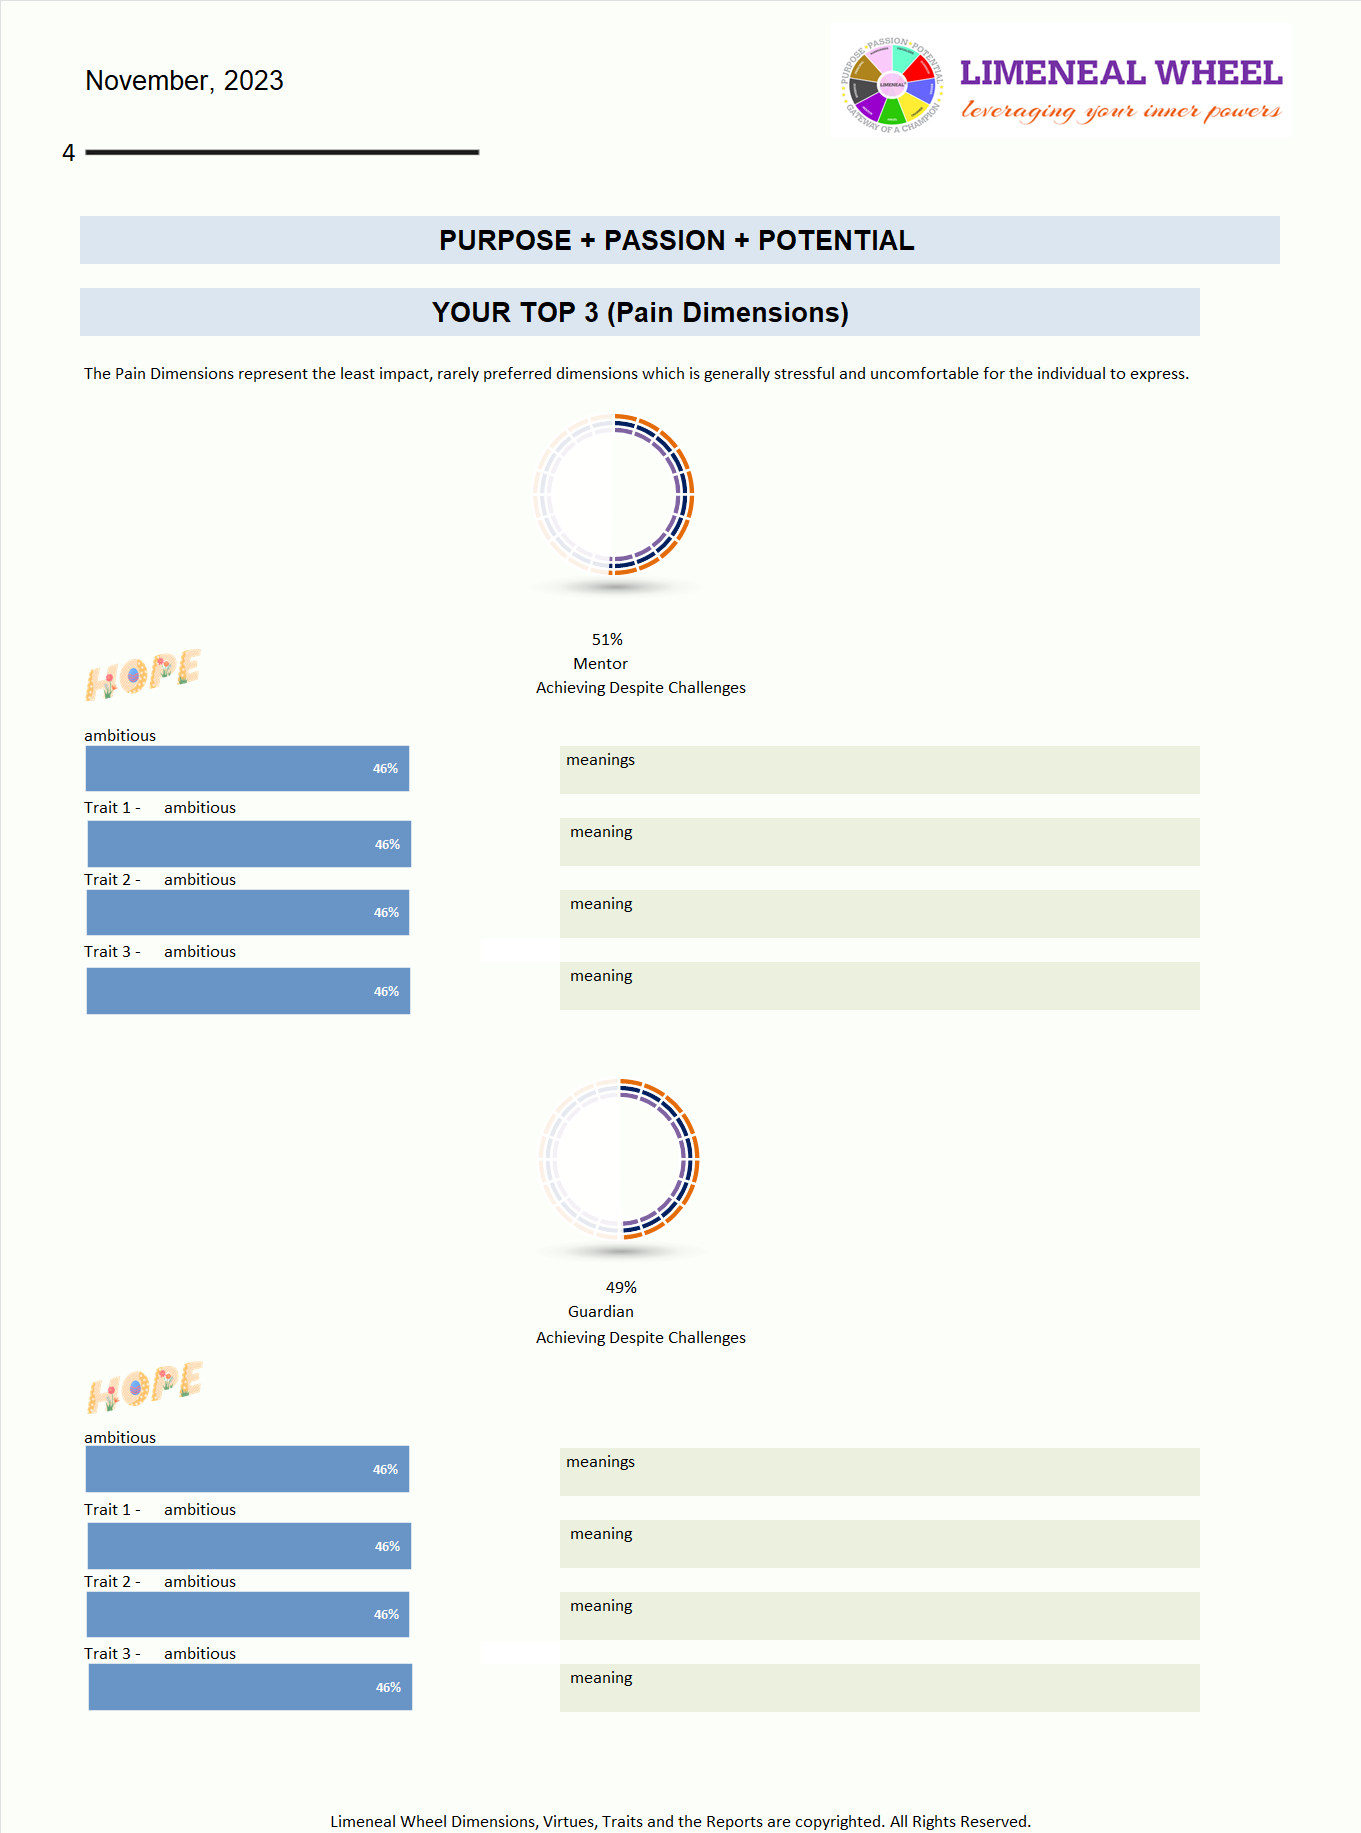 November, 2023
PURPOSE • PASSION • POTENTIAL
GATEWAY OF A CHAMPION
LIMENEAL
LIMENEAL WHEEL
leveraging your inner powers
4
PURPOSE + PASSION + POTENTIAL
YOUR TOP 3 (Pain Dimensions)
The Pain Dimensions represent the least impact, rarely preferred dimensions which is generally stressful and uncomfortable for the individual to express.
51%
Mentor
Achieving Despite Challenges
HOPE
ambitious
46%
meanings
Trait 1 - ambitious
46%
meaning
Trait 2 - ambitious
46%
meaning
Trait 3 - ambitious
46%
meaning
49%
Guardian
Achieving Despite Challenges
HOPE
ambitious
46%
meanings
Trait 1 - ambitious
46%
meaning
Trait 2 - ambitious
46%
meaning
Trait 3 - ambitious
46%
meaning
Limeneal Wheel Dimensions, Virtues, Traits and the Reports are copyrighted. All Rights Reserved.